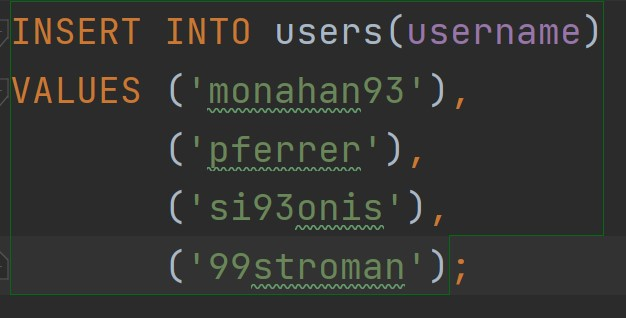 INSERT INTO users(username)
VALUES ('monahan93'),
('pferrer'),
('si93onis'),
('99stroman');